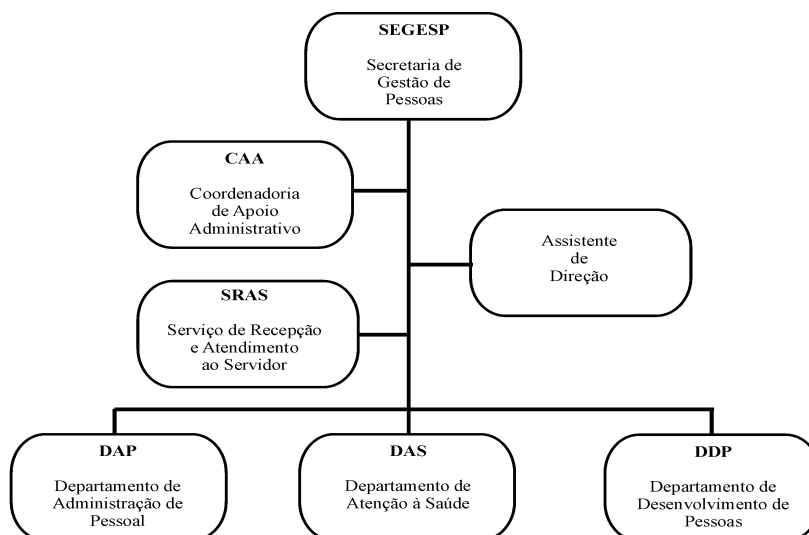 SEGESP
Secretaria de
Gestão de
Pessoas
CAA
Coordenadoria
de Apoio
Administrativo
Assistente
de
Direção
SRAS
Serviço de Recepção
e Atendimento
ao Servidor
DAP
Departamento de
Administração de
Pessoal
DAS
Departamento de
Atenção à Saúde
DDP
Departamento de
Desenvolvimento de
Pessoas